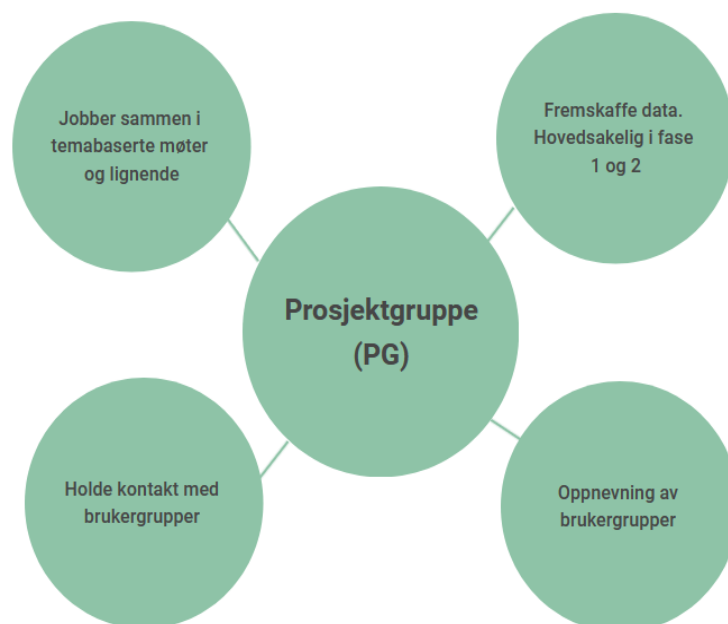 Jobber sammen i
temabaserte møter
og lignende
Fremskaffe data.
Hovedsakelig i fase
1 og 2
Prosjektgruppe
(PG)
Holde kontakt med
brukergrupper
Oppnevning av
brukergrupper